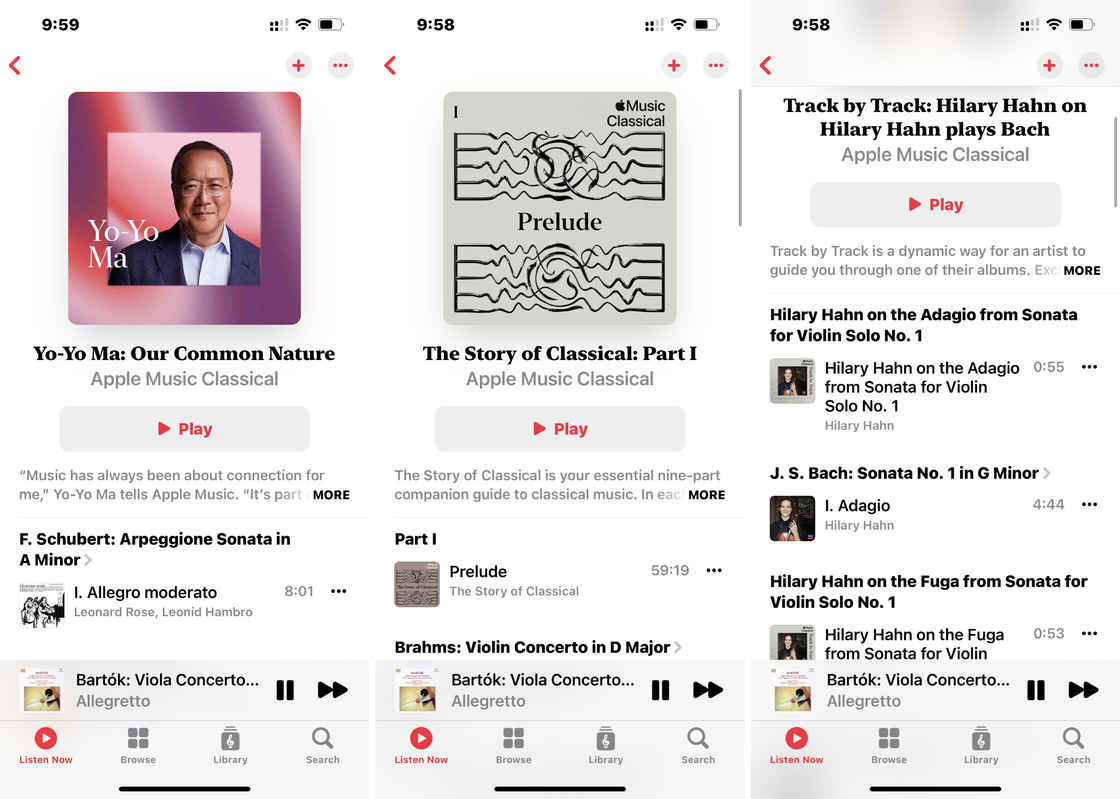 9:59
Yo-Yo
Ma
Yo-Yo Ma: Our Common Nature
Apple Music Classical
Play
“Music has always been about connection for
me,” Yo-Yo Ma tells Apple Music. “It’s part MORE
F. Schubert: Arpeggione Sonata in
A Minor
I. Allegro moderato 8:01
Leonard Rose, Leonid Hambro
Bartók: Viola Concerto...
Allegretto
Listen Now Browse Library Search
9:58
I
Music
Classical
Prelude
The Story of Classical: Part I
Apple Music Classical
Play
The Story of Classical is your essential nine-part
companion guide to classical music. In each MORE
Part I
Prelude 59:19
The Story of Classical
Brahms: Violin Concerto in D Major
Bartók: Viola Concerto...
Allegretto
Listen Now Browse Library Search
9:58
Track by Track: Hilary Hahn on
Hilary Hahn plays Bach
Apple Music Classical
Play
Track by Track is a dynamic way for an artist to
guide you through one of their albums. Exc MORE
Hilary Hahn on the Adagio from Sonata
for Violin Solo No. 1
Hilary Hahn on the Adagio 0:55
from Sonata for Violin
Solo No. 1
Hilary Hahn
J. S. Bach: Sonata No. 1 in G Minor
I. Adagio 4:44
Hilary Hahn
Hilary Hahn on the Fuga from Sonata for
Violin Solo No. 1
Hilary Hahn on the Fuga 0:53
from Sonata for Violin
Bartók: Viola Concerto...
Allegretto
Listen Now Browse Library Search